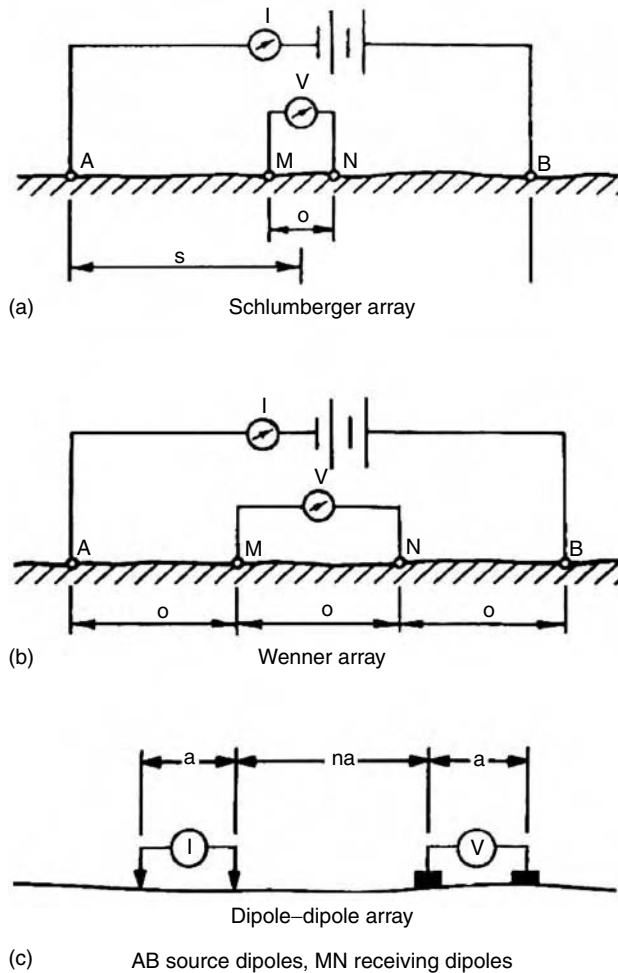 I
V
A M N B
o
s
(a) Schlumberger array
I
V
A M N B
o o o
(b) Wenner array
a na a
I V
Dipole–dipole array
(c) AB source dipoles, MN receiving dipoles